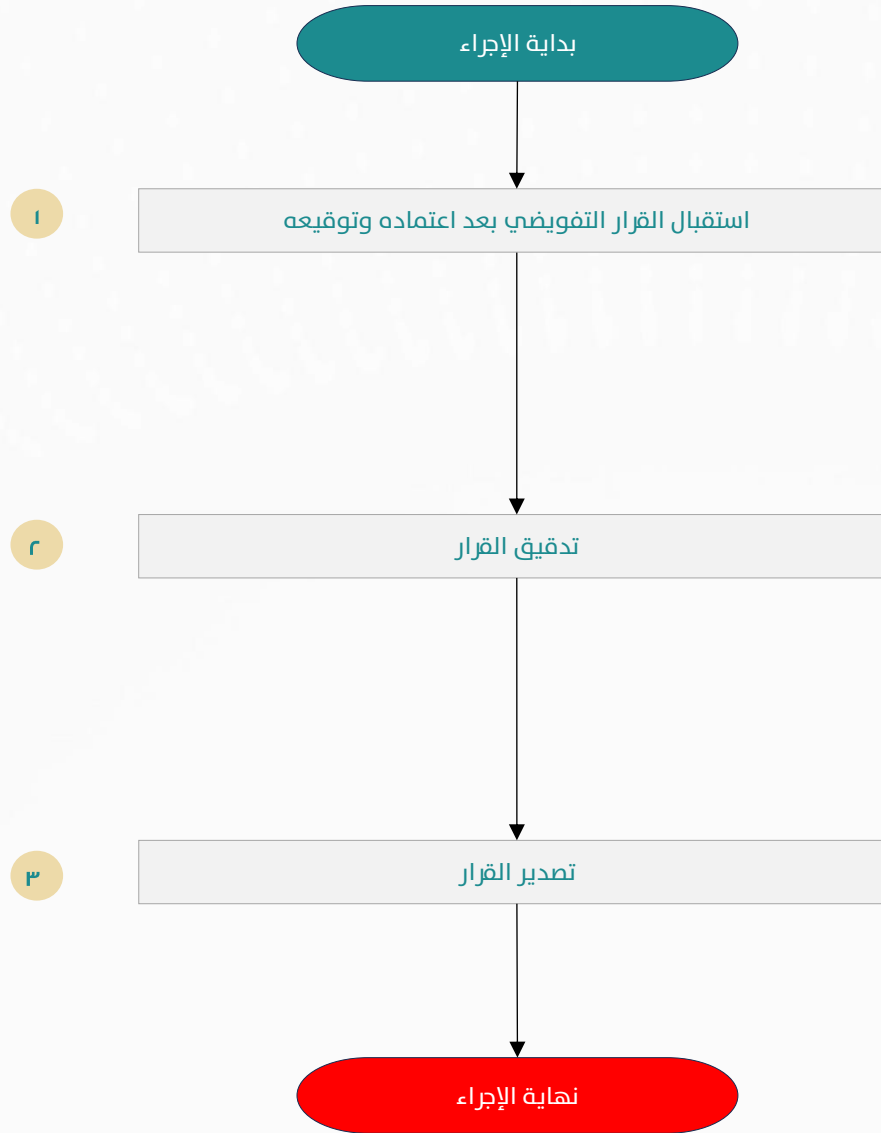 بداية الإجراء
١
استقبال القرار التفويضي بعد اعتماده وتوقيعه
٢
تدقيق القرار
٣
تصدير القرار
نهاية الإجراء